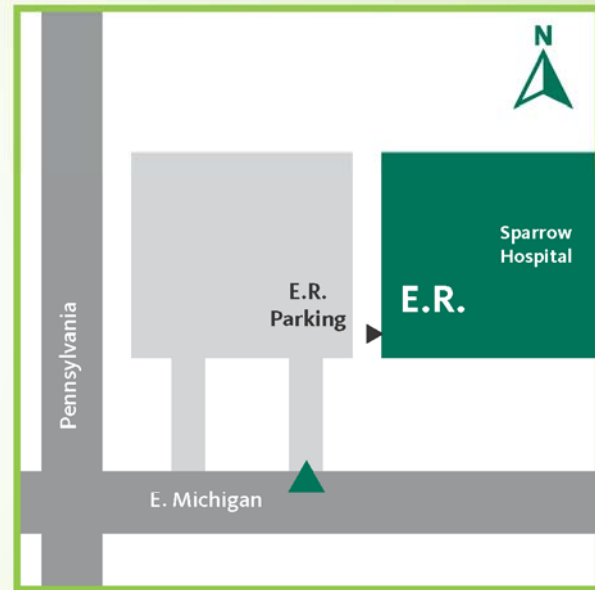 N
Sparrow
Hospital
E.R.
E.R.
Parking
Pennsylvania
E. Michigan